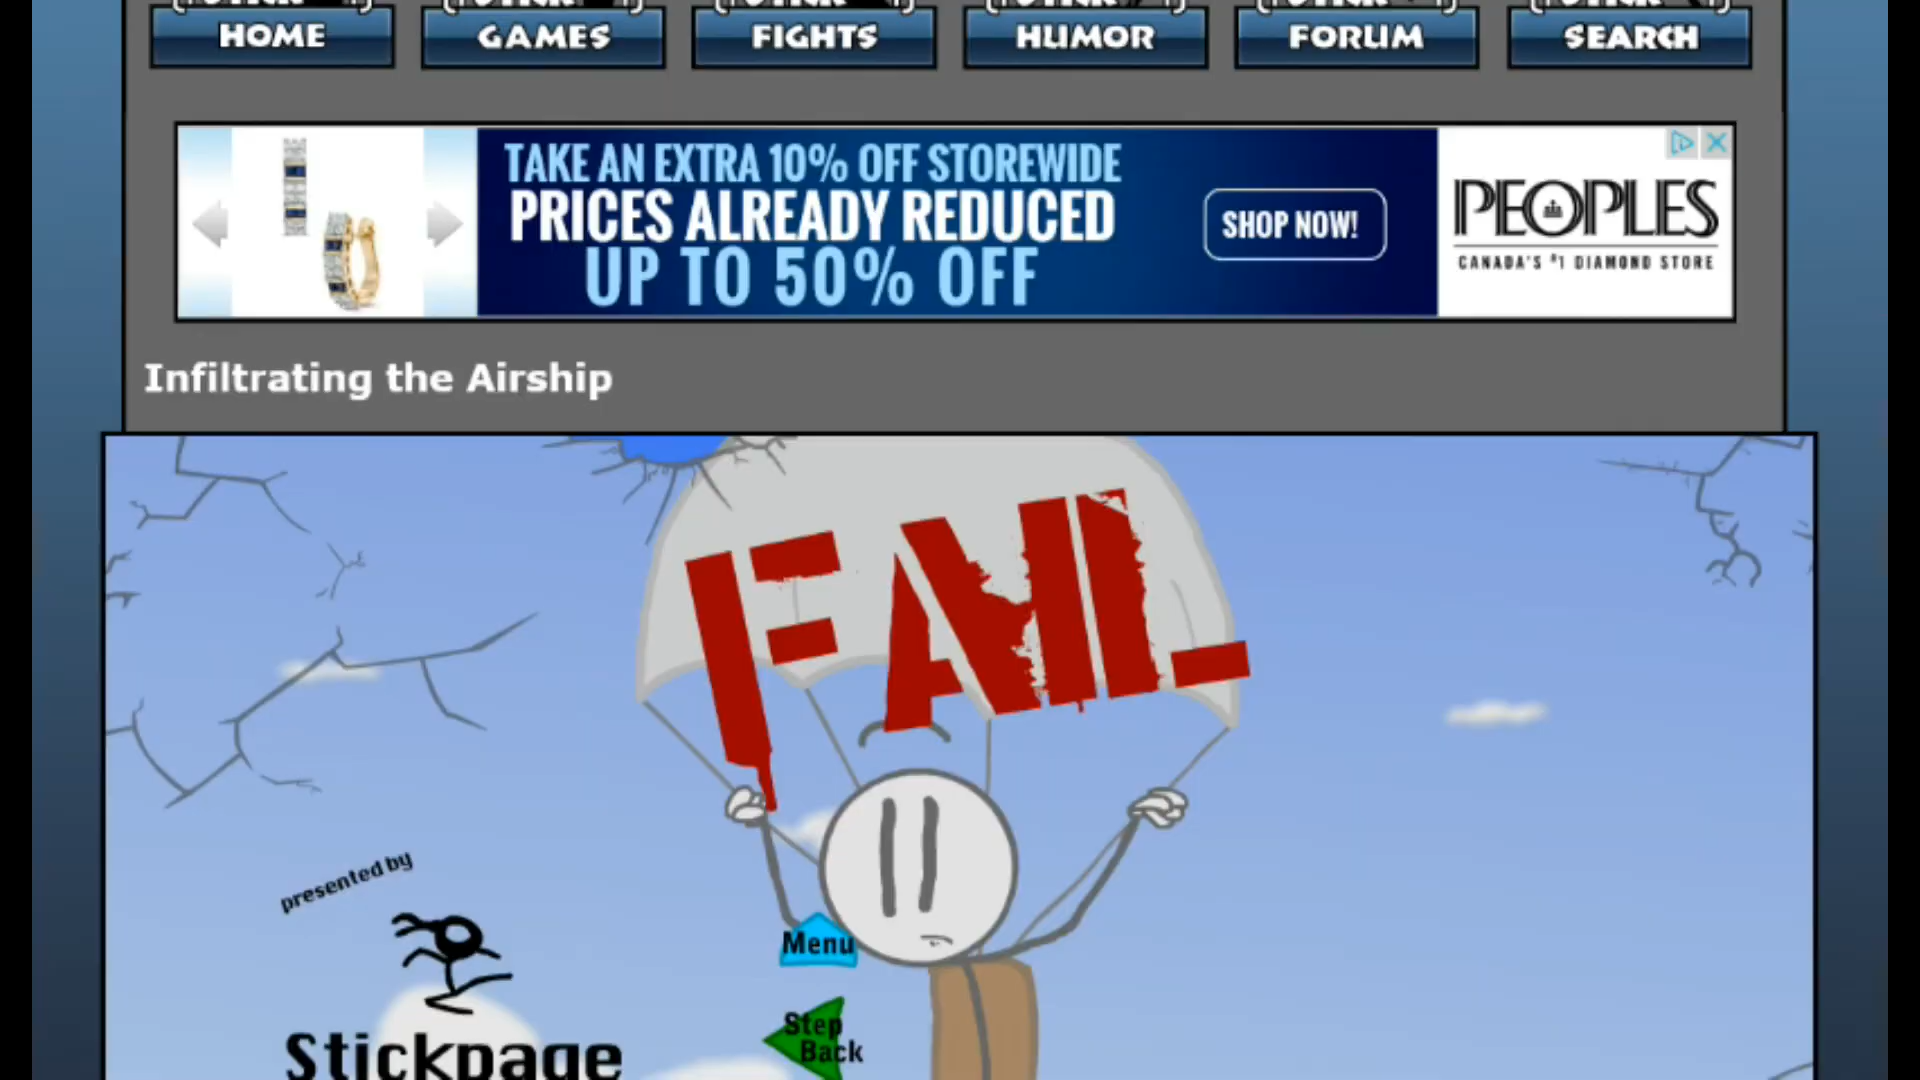 HOME GAMES FIGHTS HUMOR FORUM SEARCH
TAKE AN EXTRA 10% OFF STOREWIDE
PRICES ALREADY REDUCED
UP TO 50% OFF
SHOP NOW!
PEOPLES
CANADA'S #1 DIAMOND STORE
Infiltrating the Airship
FAIL
presented by
Stickpage
Menu
Step
Back